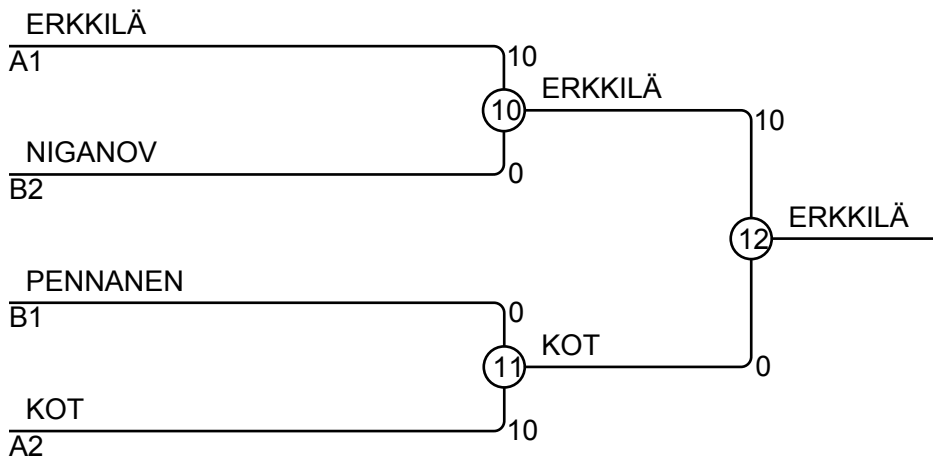 ERKKILÄ
A1
10
10
ERKKILÄ
NIGANOV
B2
0
10
12
ERKKILÄ
PENNANEN
B1
0
11
KOT
0
KOT
A2
10